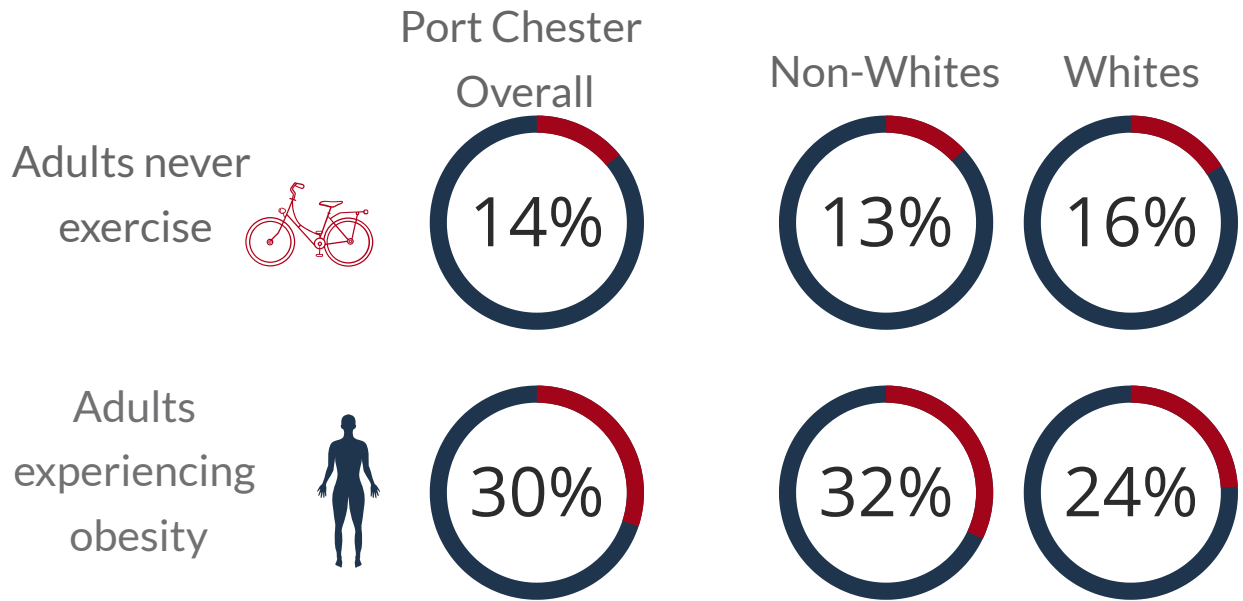 Port Chester
Overall
Non-Whites
Whites
Adults never
exercise
14%
13%
16%
Adults
experiencing
obesity
30%
32%
24%